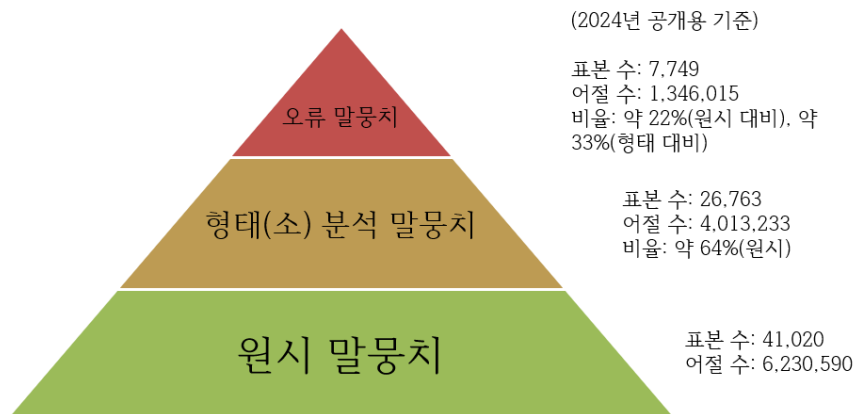 (2024년 공개용 기준)
표본 수: 7,749
어절 수: 1,346,015
비율: 약 22%(원시 대비), 약
33%(형태 대비)
오류 말뭉치
표본 수: 26,763
어절 수: 4,013,233
비율: 약 64%(원시)
형태(소) 분석 말뭉치
표본 수: 41,020
어절 수: 6,230,590
원시 말뭉치